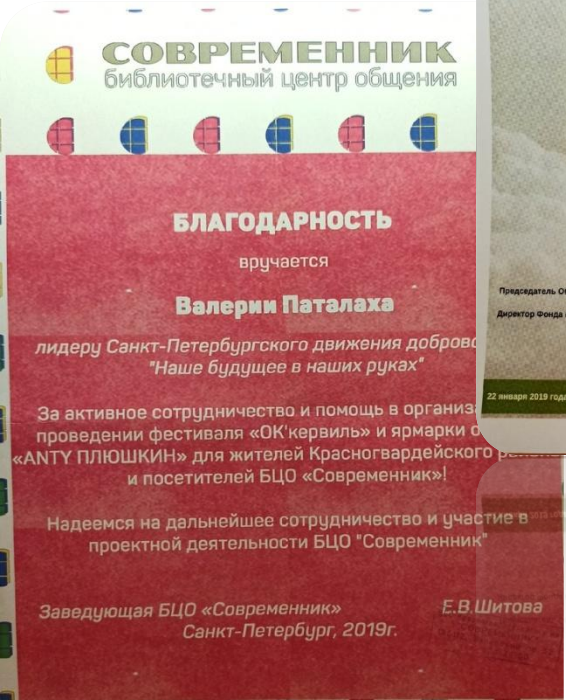 СОВРЕМЕННИК
библиотечный центр общения
БЛАГОДАРНОСТЬ
вручается
Валерии Паталаха
лидеру Санкт-Петербургского движения доброво
"Наше будущее в наших руках"
За активное сотрудничество и помощь в организа
проведении фестиваля «ОК'кервиль» и ярмарки о
«ANTY ПЛЮШКИН» для жителей Красногвардейского
и посетителей БЦО «Современник»!
Надеемся на дальнейшее сотрудничество и участие в
проектной деятельности БЦО "Современник"
Заведующая БЦО «Современник» Е.В.Шитова
Санкт-Петербург, 2019г.
Председатель
Директор Фонда
22 января 2019 года